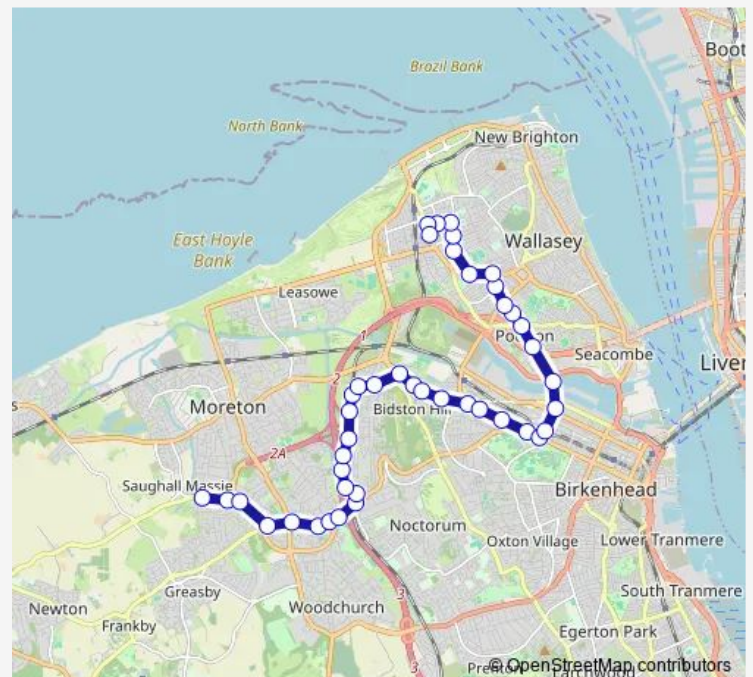 Boot
Brazil Bank
North Bank
New Brighton
East Hoyle
Bank
Wallasey
Leasowe
1
Seacombe
Liver
2
Moreton
Bidston Hill
2A
Saughall Massie
Birkenhead
Noctorum
Oxton Village
Lower Tranmere
3
Greasby
South Tranmere
Newton
Woodchurch
Frankby
Egerton Park
3
© OpenStreetMap contributors